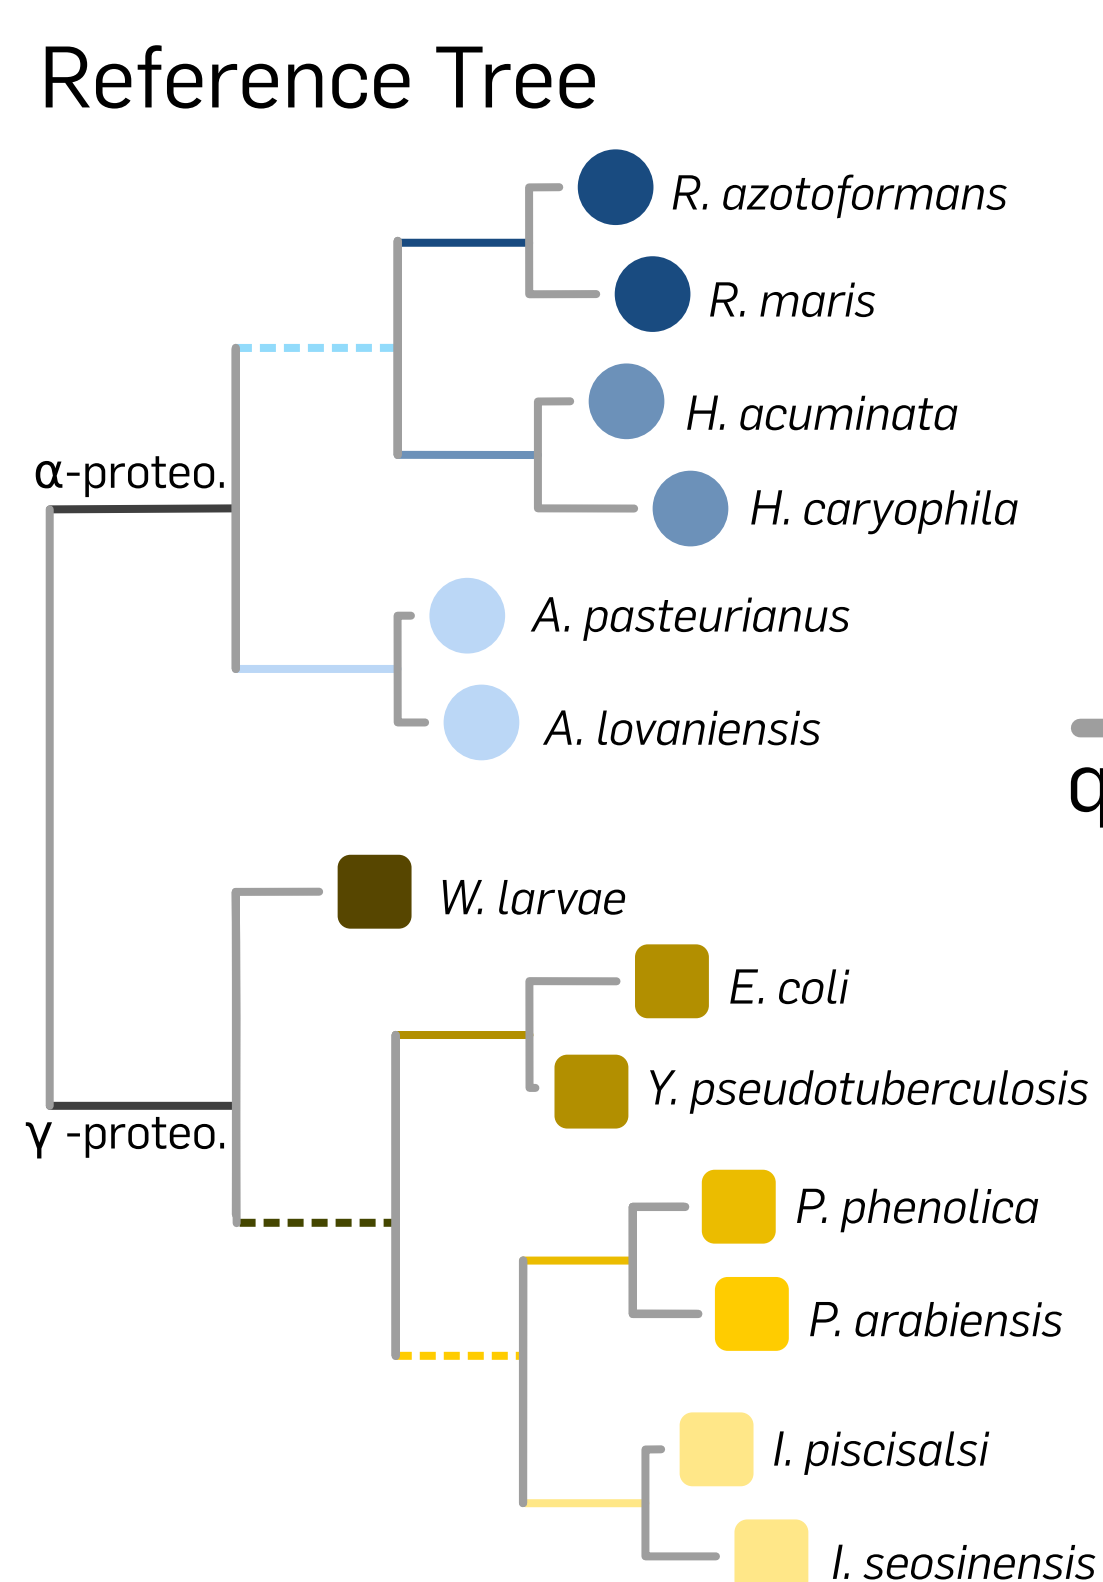 Reference Tree
R. azotoformans
R. maris
H. acuminata
α-proteo.
H. caryophila
A. pasteurianus
A. lovaniensis
q
W. larvae
E. coli
Y. pseudotuberculosis
γ -proteo.
P. phenolica
P. arabiensis
I. piscisalsi
I. seosinensis